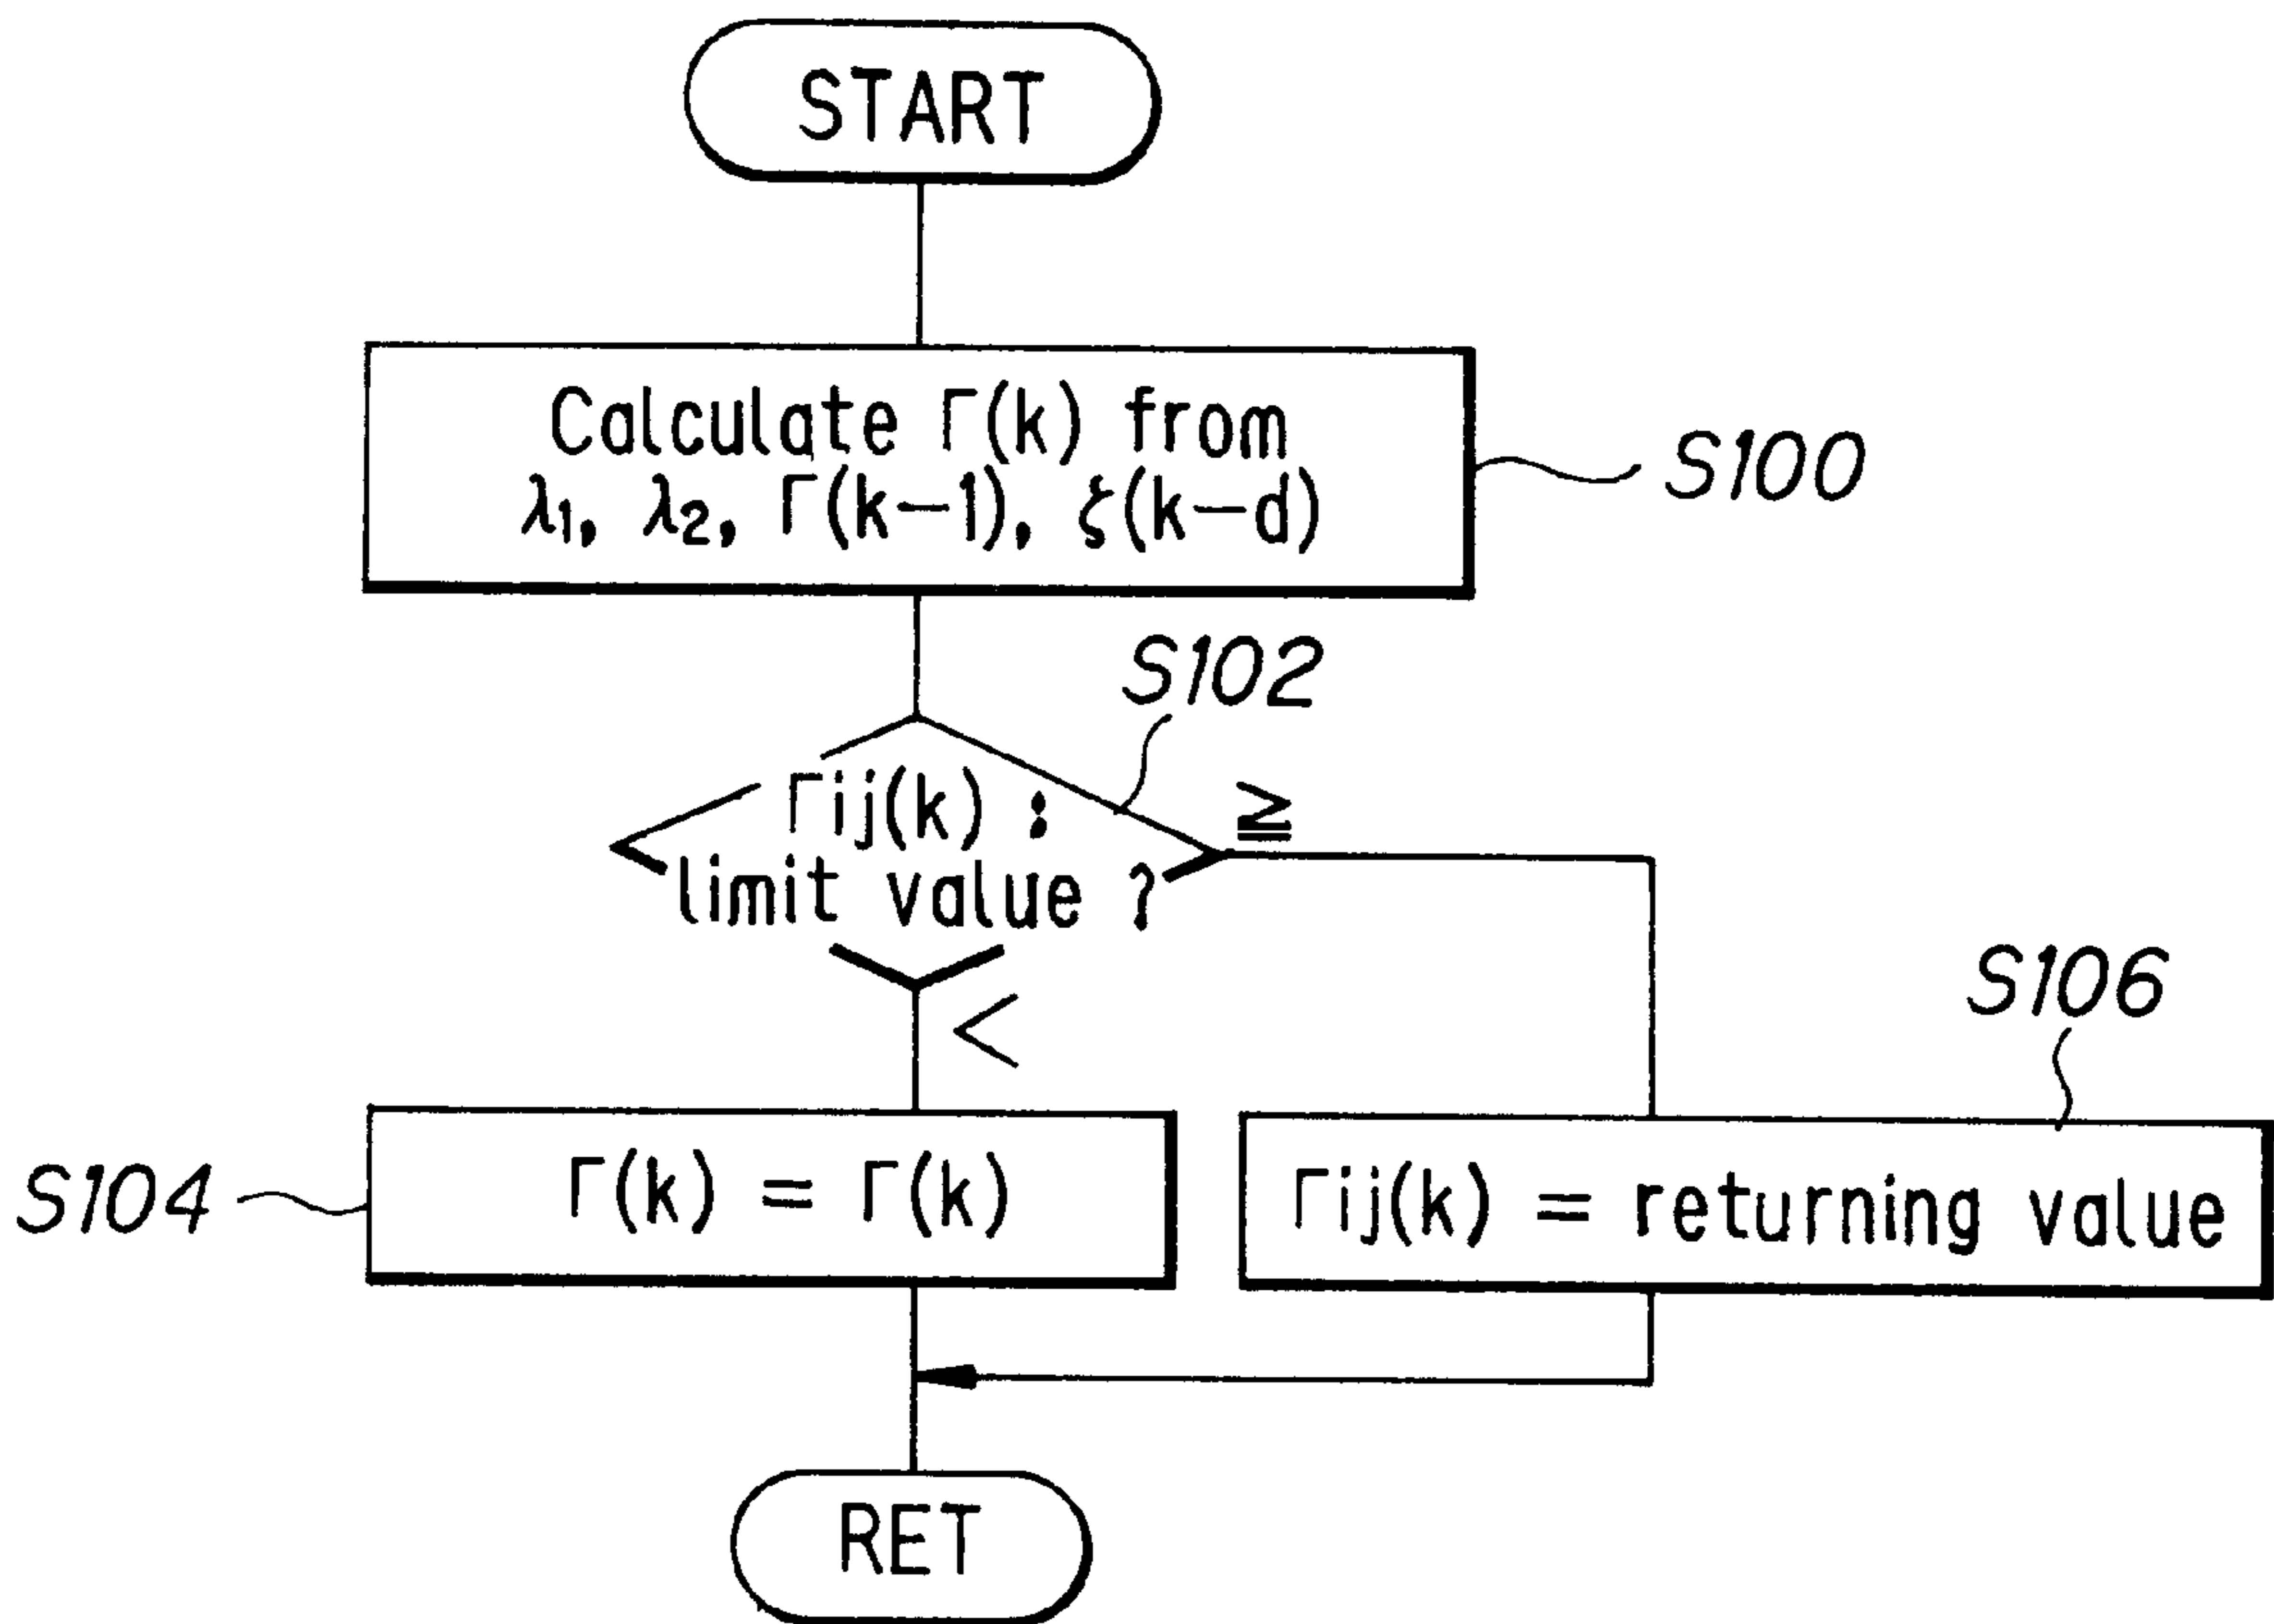 START
Calculate Γ(k) from
λ1, λ2, Γ(k−1), ζ(k−d)
S100
S102
Γij(k) :
limit value ?
≧
<
S106
S104
Γ(k) = Γ(k)
Γij(k) = returning value
RET